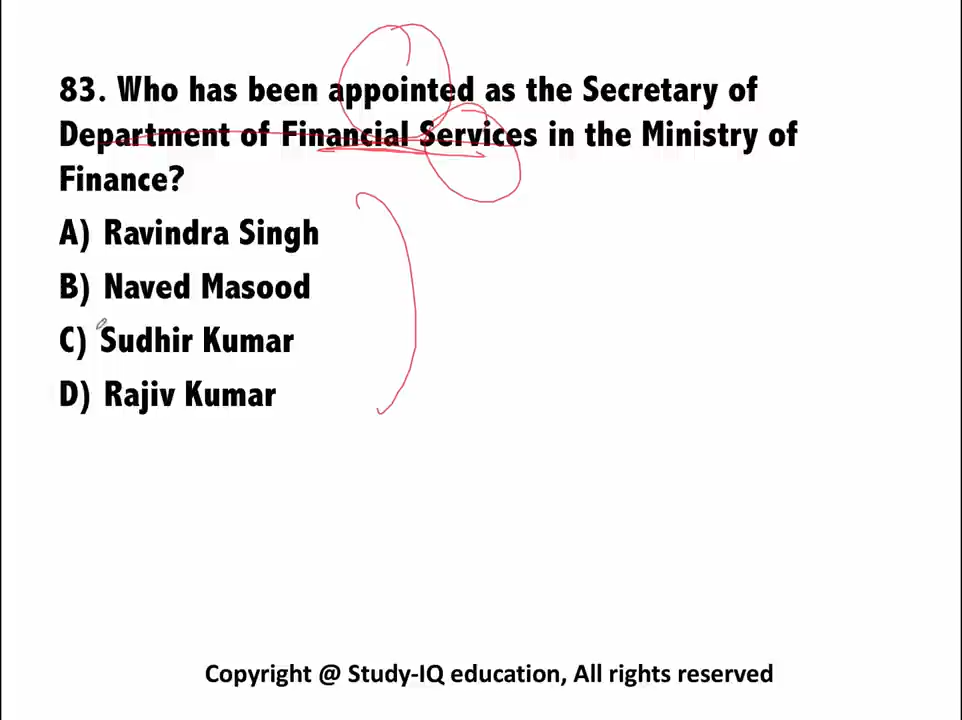 83. Who has been appointed as the Secretary of
Department of Financial Services in the Ministry of
Finance?
A) Ravindra Singh
B) Naved Masood
C) Sudhir Kumar
D) Rajiv Kumar
Copyright @ Study-IQ education, All rights reserved